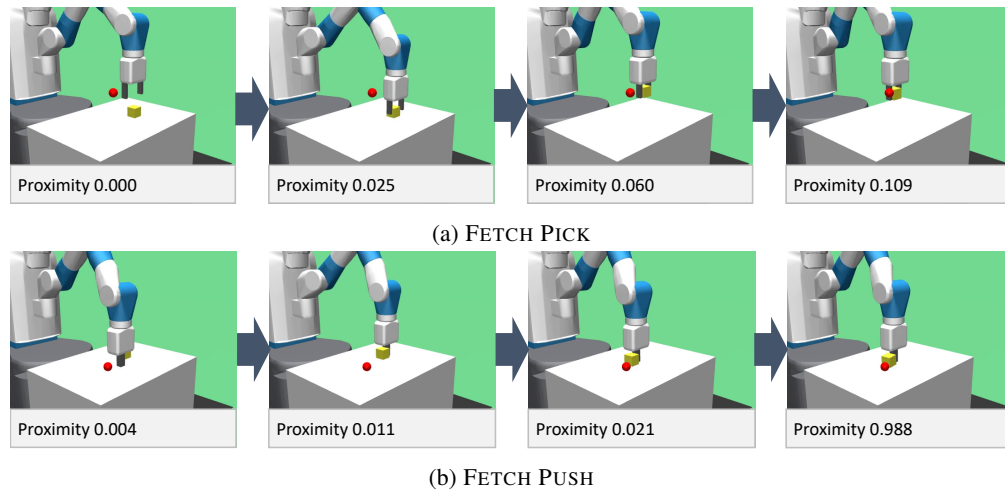 Proximity 0.000
Proximity 0.025
Proximity 0.060
Proximity 0.109
(a) FETCH PICK
Proximity 0.004
Proximity 0.011
Proximity 0.021
Proximity 0.988
(b) FETCH PUSH